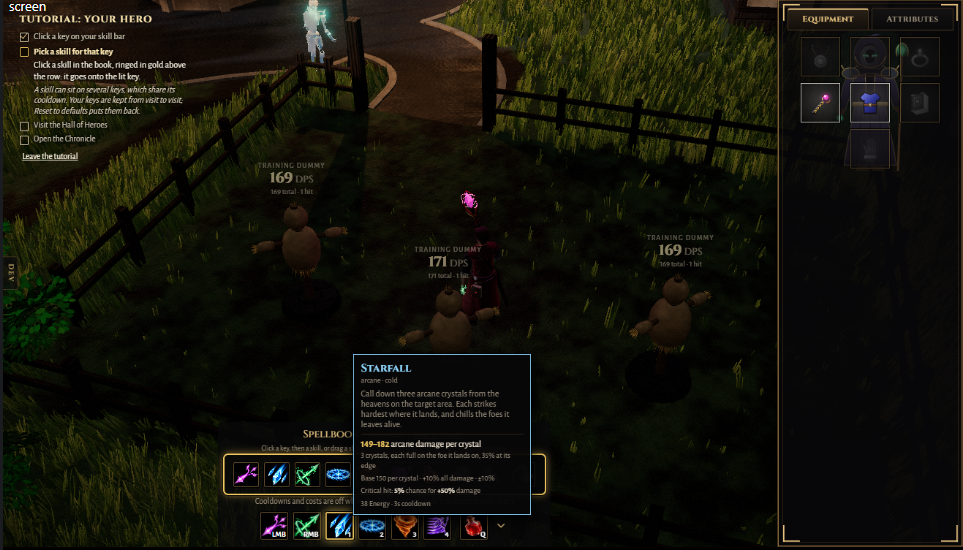 screen
TUTORIAL: YOUR HERO
Click a key on your skill bar
Pick a skill for that key
Click a skill in the book, ringed in gold above
the row: it goes onto the lit key.
A skill can sit on several keys, which share its
cooldown. Your keys are kept from visit to visit;
Reset to defaults puts them back.
Visit the Hall of Heroes
Open the Chronicle
Leave the tutorial
EQUIPMENT
ATTRIBUTES
TRAINING DUMMY
169 DPS
169 total · 1 hit
TRAINING DUMMY
171 DPS
171 total · 1 hit
TRAINING DUMMY
169 DPS
169 total · 1 hit
DEV
STARFALL
arcane · cold
Call down three arcane crystals from the
heavens on the target area. Each strikes
hardest where it lands, and chills the foes it
leaves alive.
149–182 arcane damage per crystal
3 crystals, each full on the foe it lands on, 35% at its
edge
Base 150 per crystal · +10% all damage · ±10%
Critical hit: 5% chance for +50% damage
38 Energy · 3s cooldown
SPELLBOO
Click a key, then a skill, or drag a s
Cooldowns and costs are off w
LMB
RMB
1
2
3
4
Q